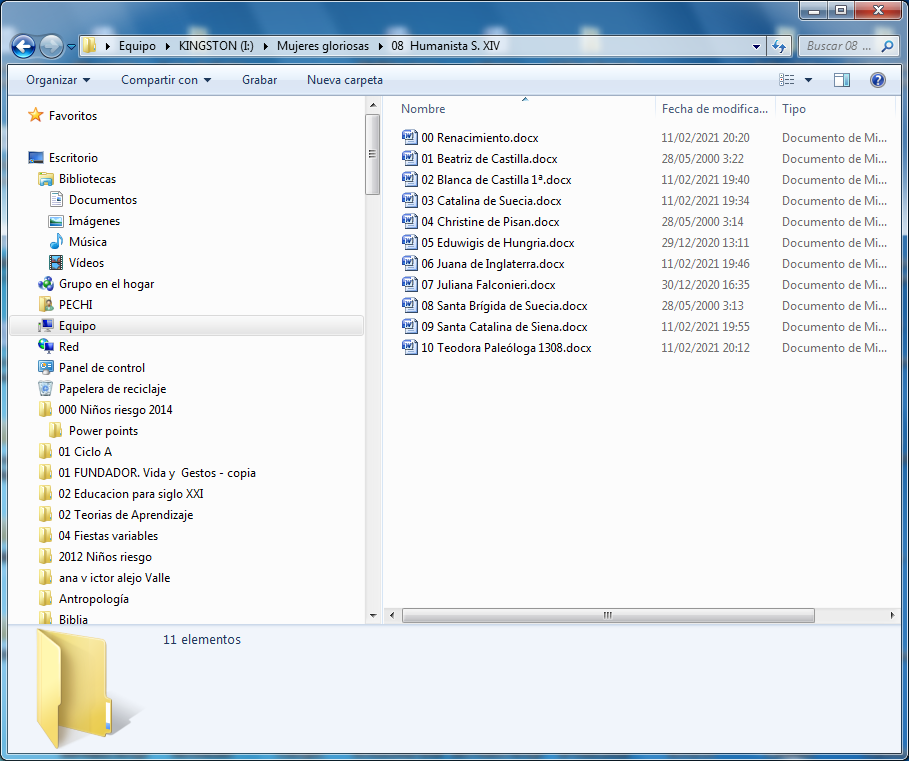 Equipo KINGSTON (I:) Mujeres gloriosas 08 Humanista S. XIV
Buscar 08 ...
Organizar Compartir con Grabar Nueva carpeta
Favoritos
Escritorio
Bibliotecas
Documentos
Imágenes
Música
Vídeos
Grupo en el hogar
PECHI
Equipo
Red
Panel de control
Papelera de reciclaje
000 Niños riesgo 2014
Power points
01 Ciclo A
01 FUNDADOR. Vida y Gestos - copia
02 Educacion para siglo XXI
02 Teorias de Aprendizaje
04 Fiestas variables
2012 Niños riesgo
ana v ictor alejo Valle
Antropología
Biblia
Nombre Fecha de modifica... Tipo
00 Renacimiento.docx 11/02/2021 20:20 Documento de Mi...
01 Beatriz de Castilla.docx 28/05/2000 3:22 Documento de Mi...
02 Blanca de Castilla 1ª.docx 11/02/2021 19:40 Documento de Mi...
03 Catalina de Suecia.docx 11/02/2021 19:34 Documento de Mi...
04 Christine de Pisan.docx 28/05/2000 3:14 Documento de Mi...
05 Eduwigis de Hungria.docx 29/12/2020 13:11 Documento de Mi...
06 Juana de Inglaterra.docx 11/02/2021 19:46 Documento de Mi...
07 Juliana Falconieri.docx 30/12/2020 16:35 Documento de Mi...
08 Santa Brígida de Suecia.docx 28/05/2000 3:13 Documento de Mi...
09 Santa Catalina de Siena.docx 11/02/2021 19:55 Documento de Mi...
10 Teodora Paleóloga 1308.docx 11/02/2021 20:12 Documento de Mi...
11 elementos